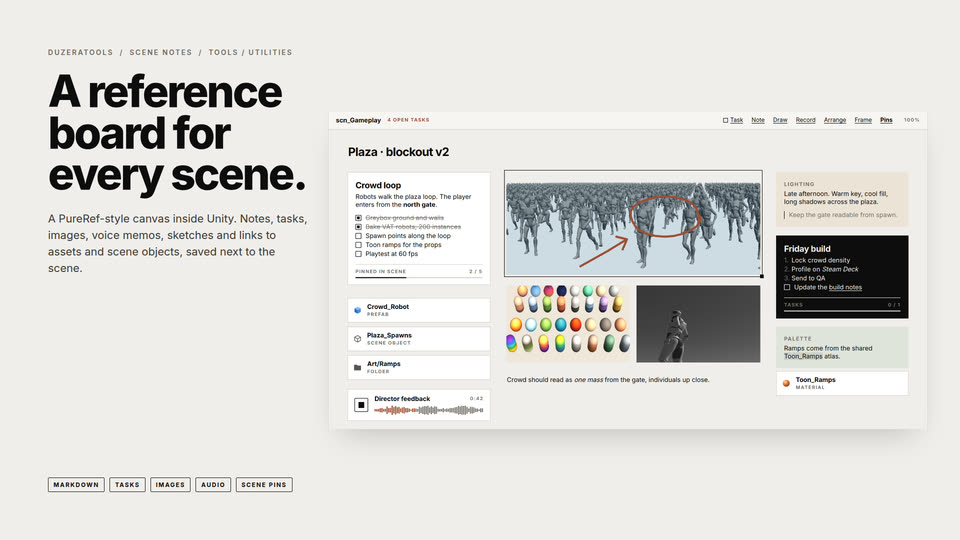 DUZERATOOLS / SCENE NOTES / TOOLS / UTILITIES
A reference
board for
every scene.
A PureRef-style canvas inside Unity. Notes, tasks,
images, voice memos, sketches and links to
assets and scene objects, saved next to the
scene.
MARKDOWN
TASKS
IMAGES
AUDIO
SCENE PINS
scn_Gameplay
4 OPEN TASKS
Task
Note
Draw
Record
Arrange
Frame
Pins
100%
Plaza · blockout v2
Crowd loop
Robots walk the plaza loop. The player
enters from the north gate.
Graybox ground and walls
Bake VAT robots, 200 instances
Spawn points along the loop
Toon ramps for the props
Playtest at 60 fps
PINNED IN SCENE 2 / 5
Crowd_Robot
PREFAB
Plaza_Spawns
SCENE OBJECT
Art/Ramps
FOLDER
Director feedback 0:42
Crowd should read as one mass from the gate, individuals up close.
LIGHTING
Late afternoon. Warm key, cool fill,
long shadows across the plaza.
Keep the gate readable from spawn.
Friday build
1. Lock crowd density
2. Profile on Steam Deck
3. Send to QA
Update the build notes
TASKS 0 / 1
PALETTE
Ramps come from the shared
Toon_Ramps atlas.
Toon_Ramps
MATERIAL